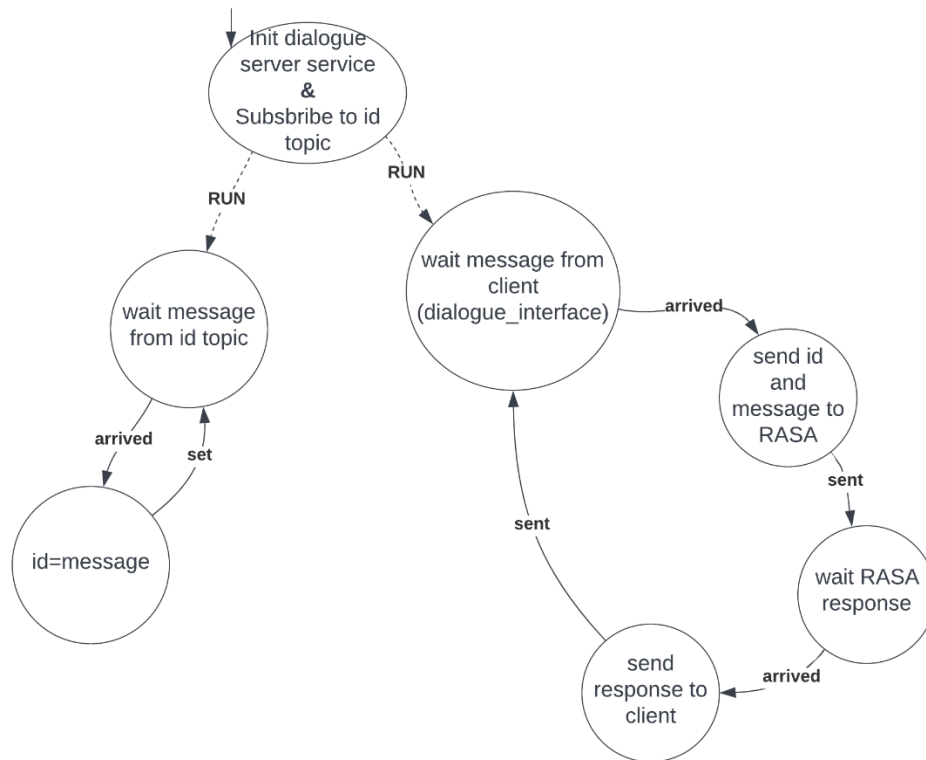 Init dialogue
server service
&
Subsbribe to id
topic
RUN
RUN
wait message
from id topic
arrived
set
id=message
wait message from
client
(dialogue_interface)
arrived
send id
and
message to
RASA
sent
wait RASA
response
arrived
send
response to
client
sent